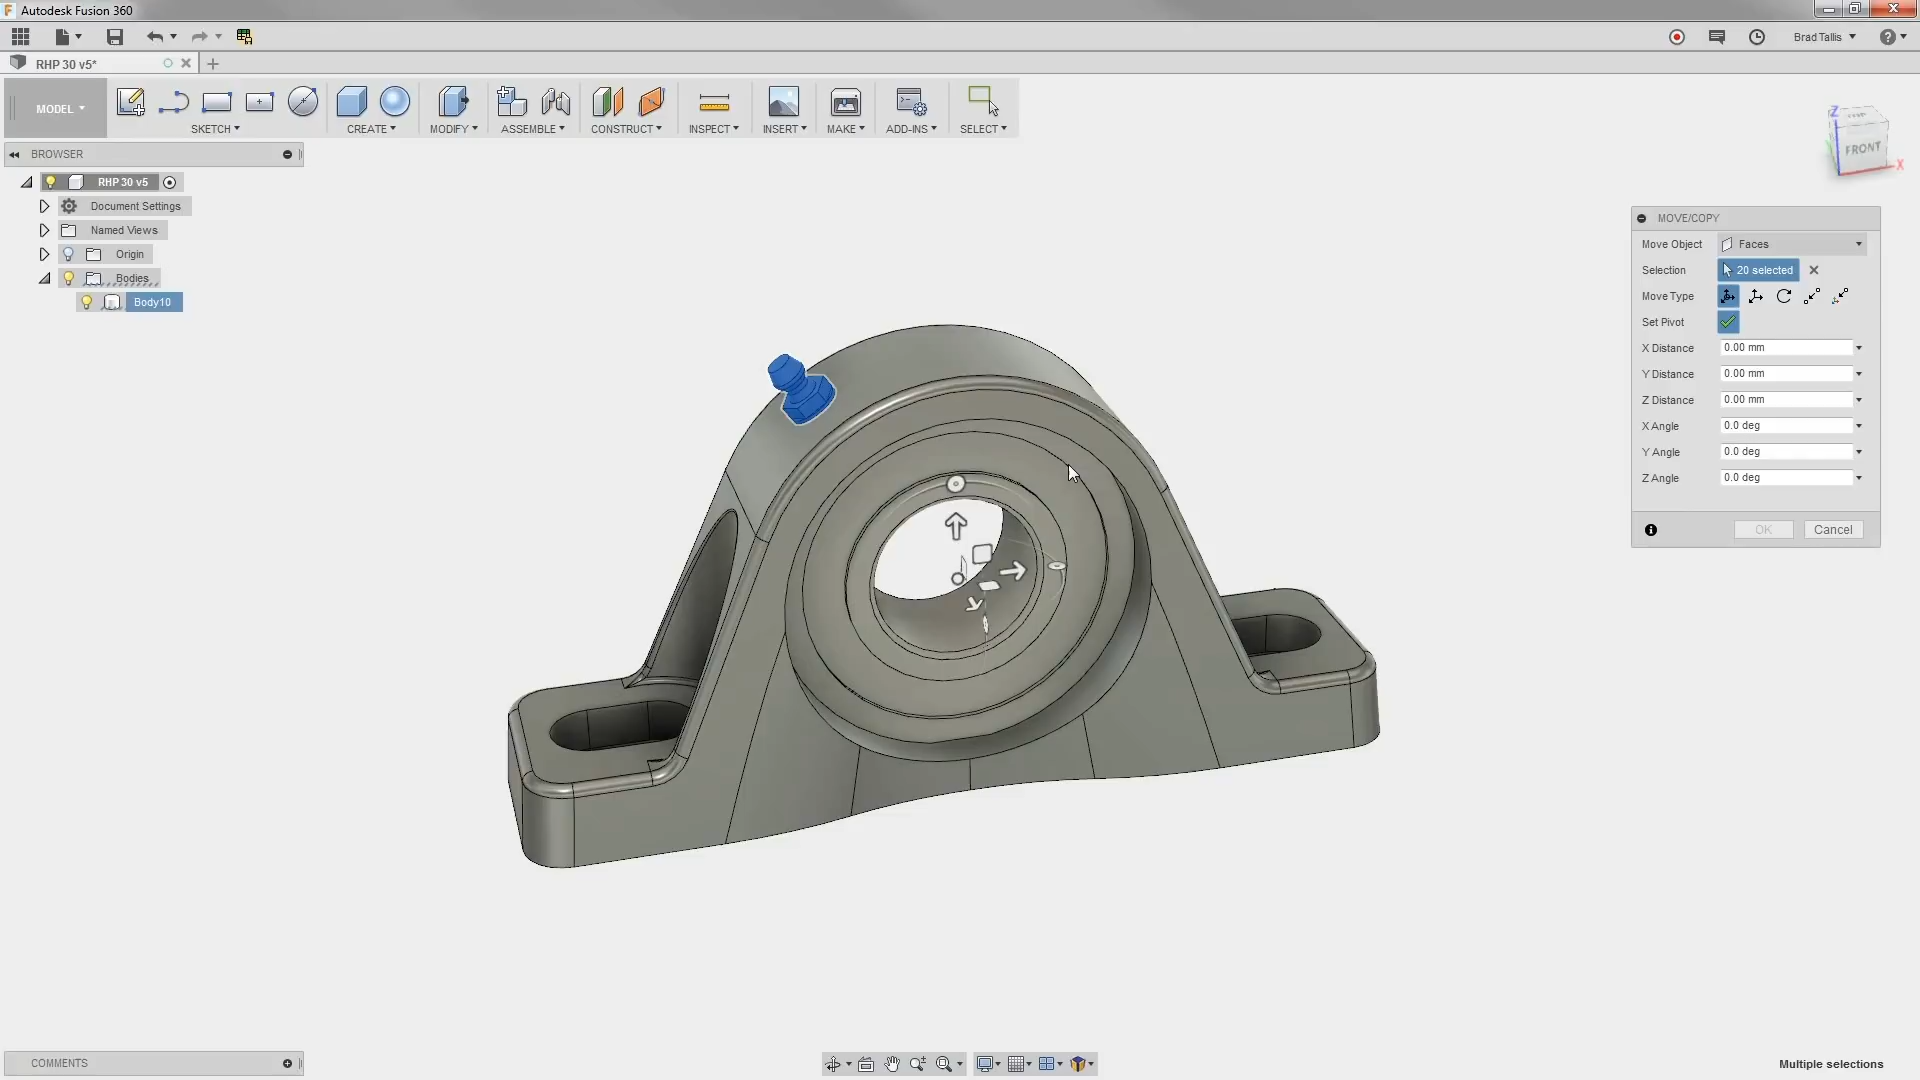 Autodesk Fusion 360
Brad Tallis
RHP 30 v5*
MODEL
SKETCH
CREATE
MODIFY
ASSEMBLE
CONSTRUCT
INSPECT
INSERT
MAKE
ADD-INS
SELECT
BROWSER
RHP 30 v5
Document Settings
Named Views
Origin
Bodies
Body10
Z
TOP
FRONT
X
MOVE/COPY
Move Object Faces
Selection 20 selected
Move Type
Set Pivot
X Distance 0.00 mm
Y Distance 0.00 mm
Z Distance 0.00 mm
X Angle 0.0 deg
Y Angle 0.0 deg
Z Angle 0.0 deg
OK Cancel
COMMENTS
Multiple selections